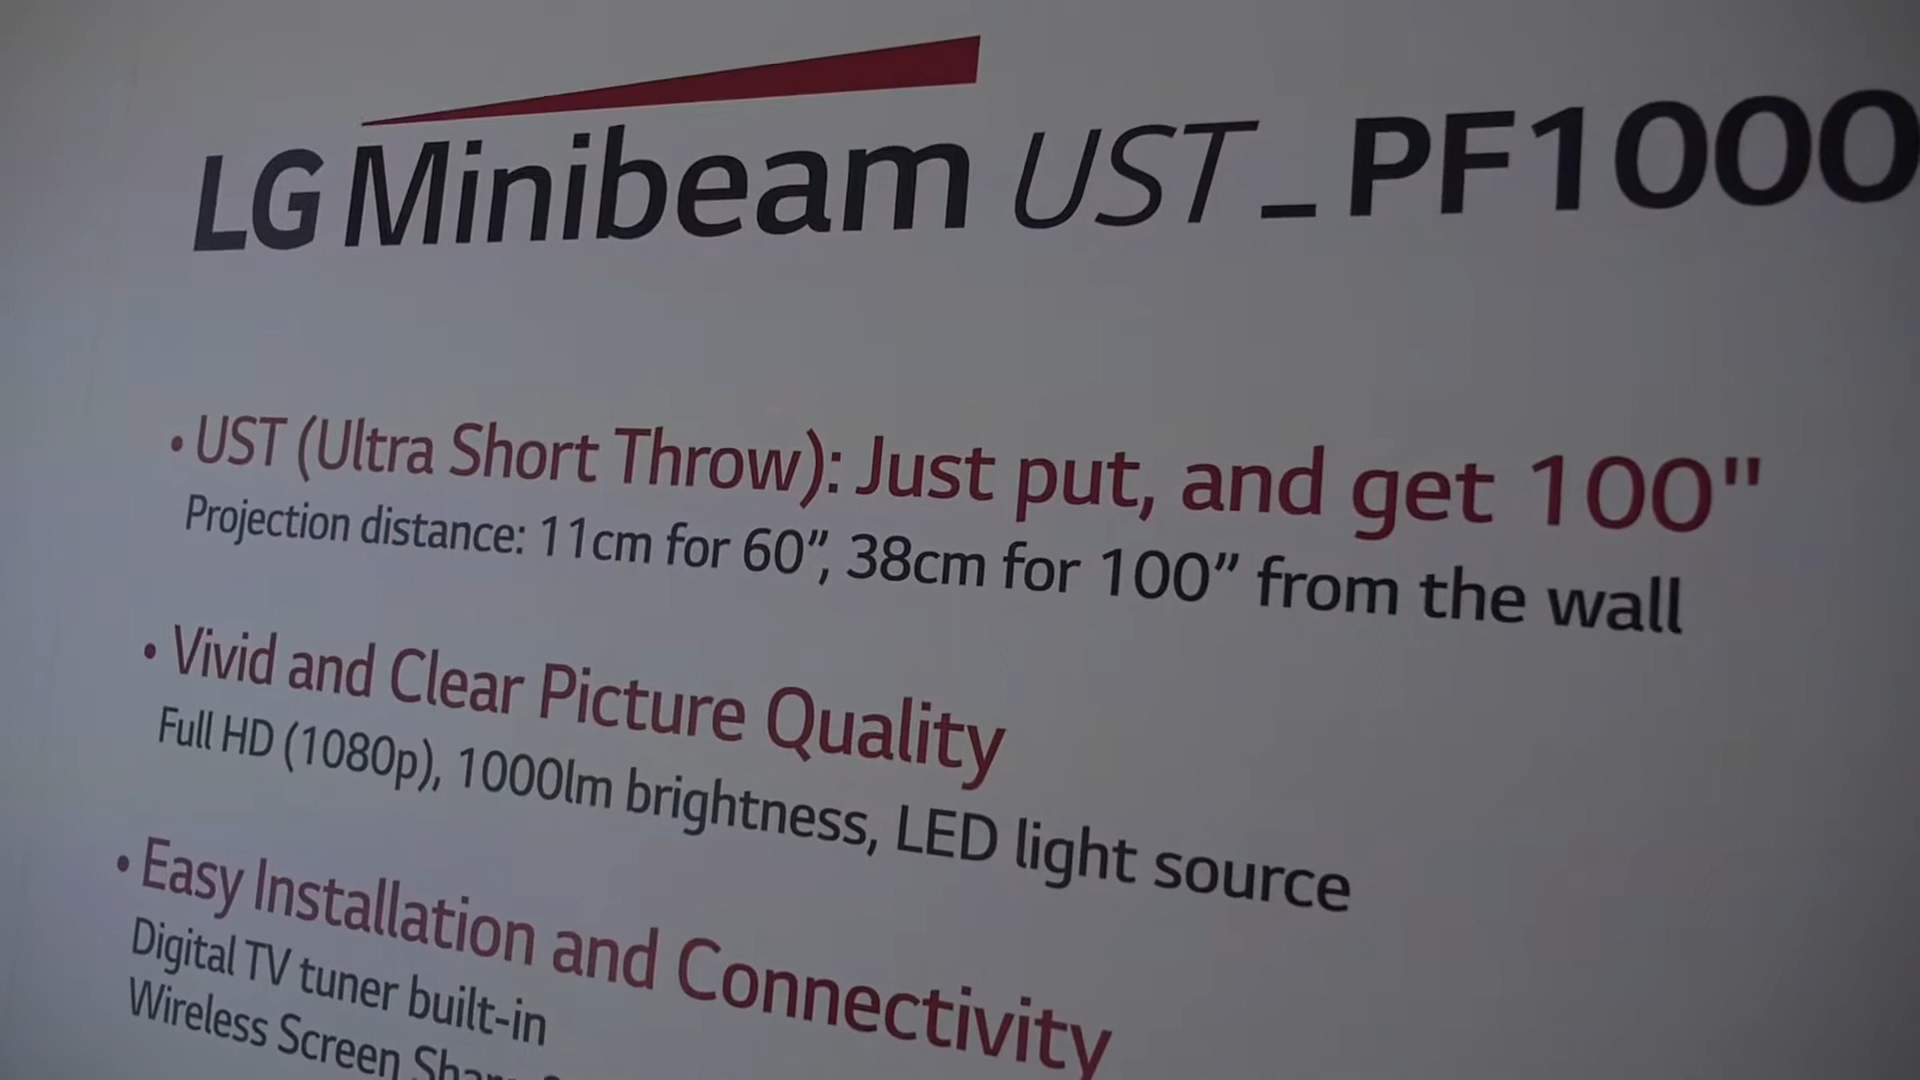 LG Minibeam UST_PF1000
• UST (Ultra Short Throw): Just put, and get 100"
Projection distance: 11cm for 60”, 38cm for 100” from the wall
• Vivid and Clear Picture Quality
Full HD (1080p), 1000lm brightness, LED light source
• Easy Installation and Connectivity
Digital TV tuner built-in
Wireless Screen